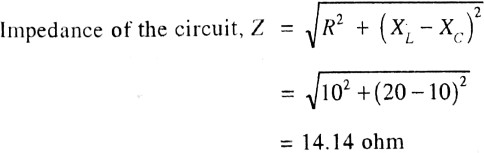 Impedance of the circuit, Z = √(R² + (X_L − X_C)²)
= √(10² + (20 − 10)²)
= 14.14 ohm